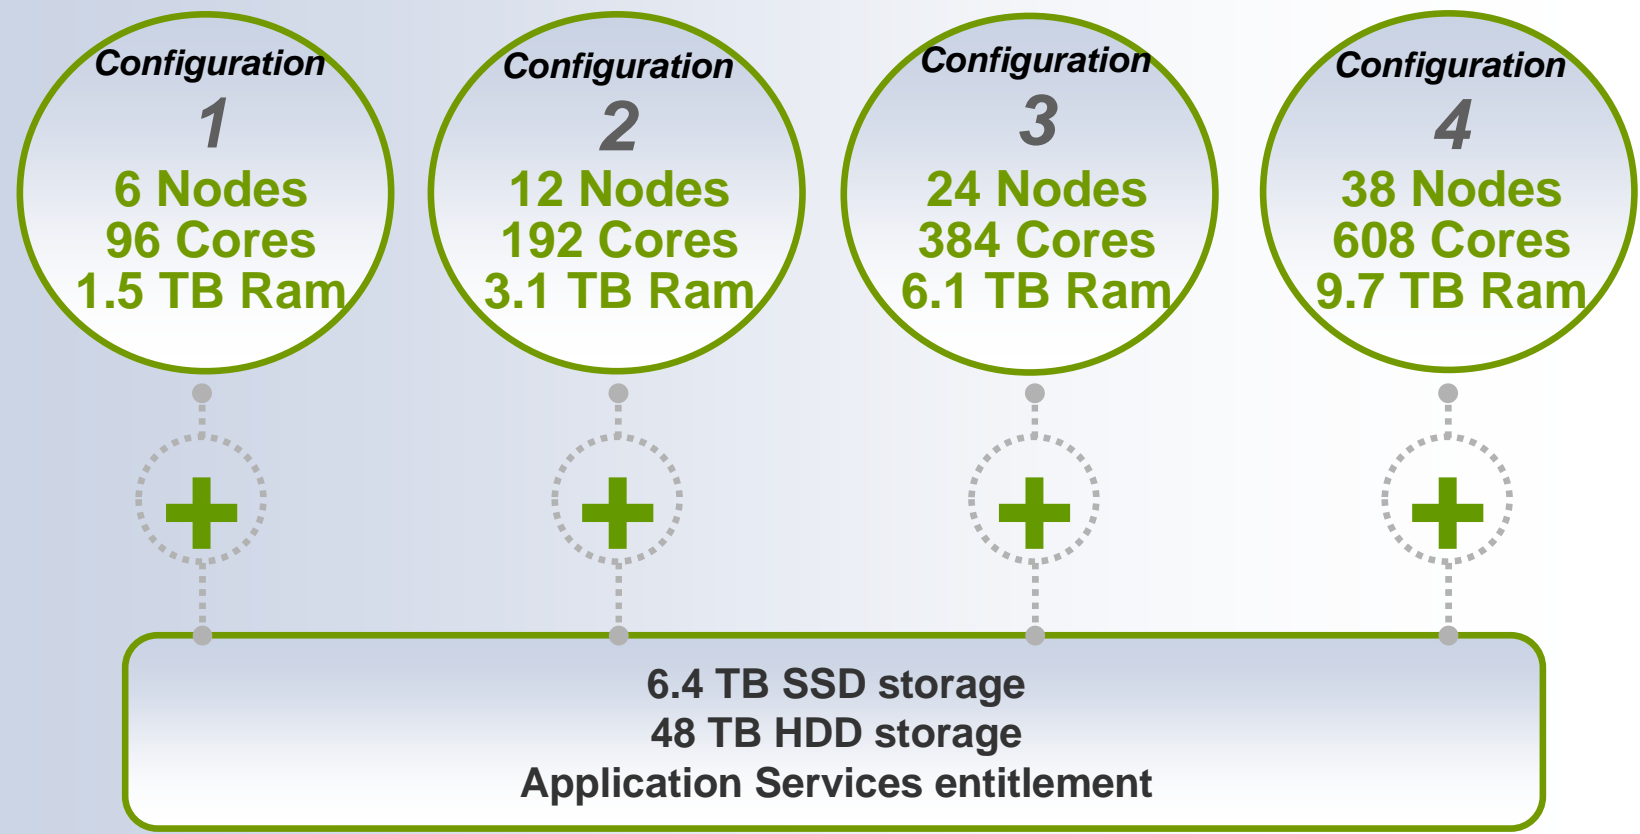 Configuration
1
6 Nodes
96 Cores
1.5 TB Ram
Configuration
2
12 Nodes
192 Cores
3.1 TB Ram
Configuration
3
24 Nodes
384 Cores
6.1 TB Ram
Configuration
4
38 Nodes
608 Cores
9.7 TB Ram
6.4 TB SSD storage
48 TB HDD storage
Application Services entitlement